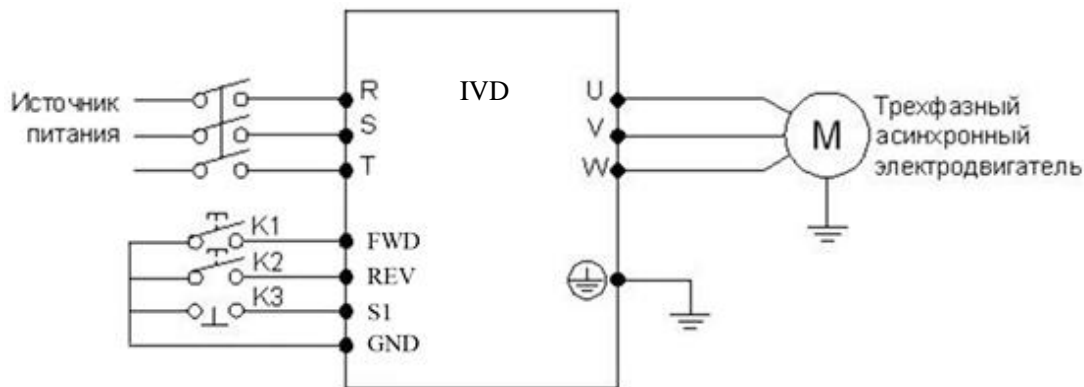 IVD
Источник
питания
R
S
T
U
V
W
M
Трехфазный
асинхронный
электродвигатель
K1
FWD
K2
REV
K3
S1
GND